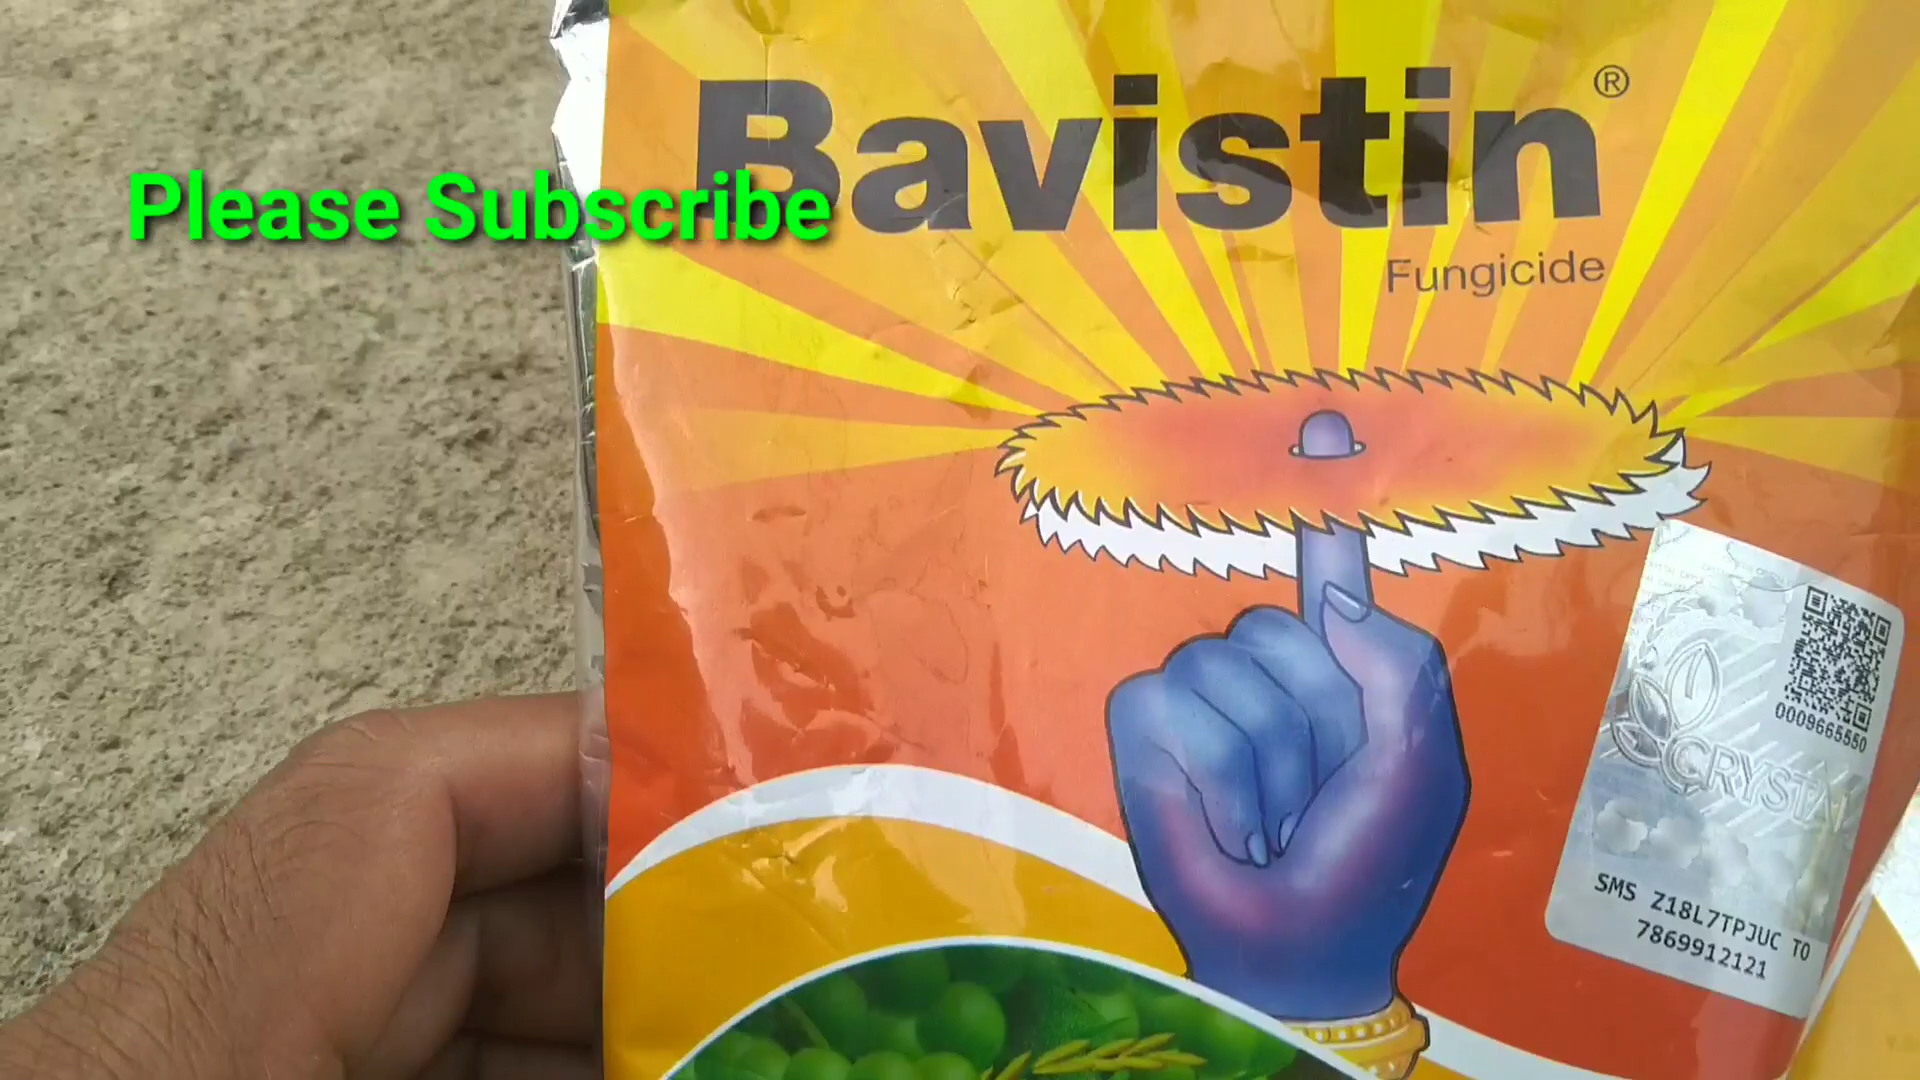 Bavistin®
Please Subscribe
Fungicide
0009665550
CRYSTAL
SMS Z18L7TPJUC TO
7869912121